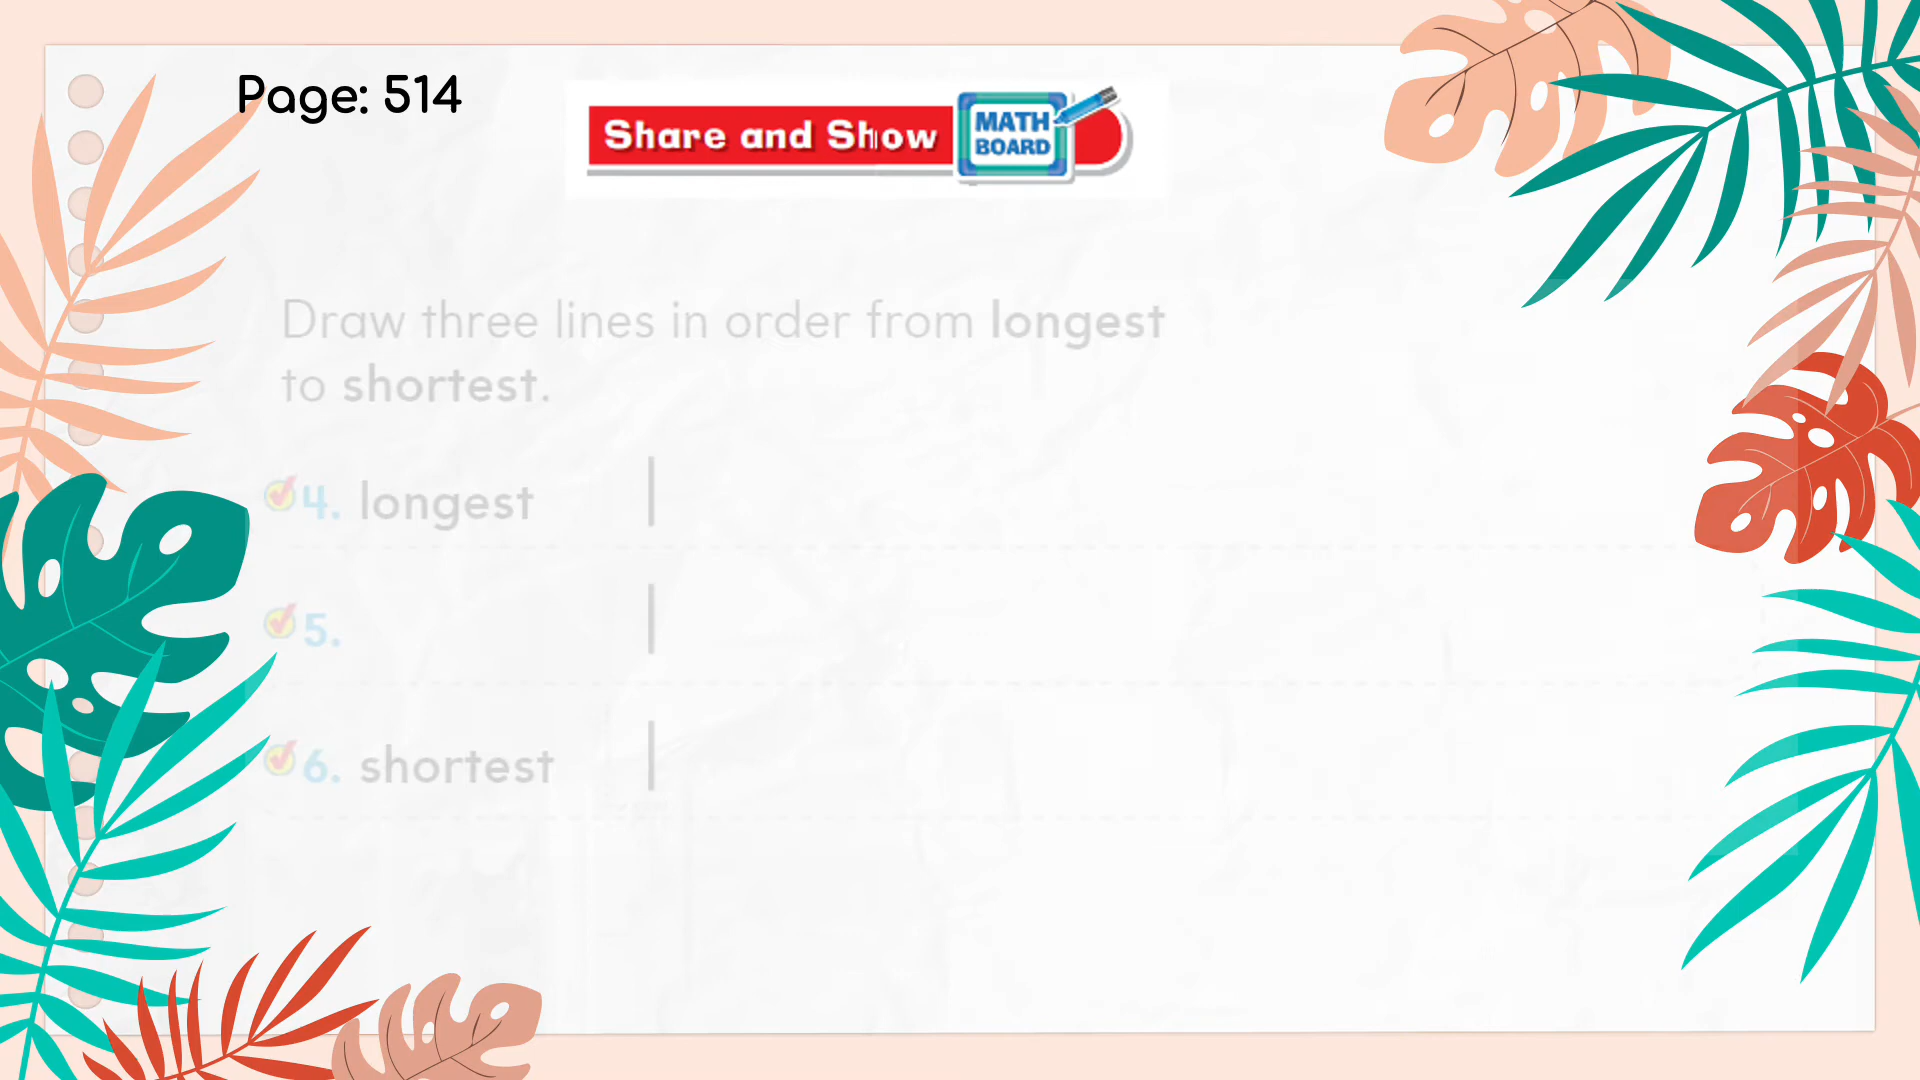 Page: 514
Share and Show
MATH
BOARD
Draw three lines in order from longest
to shortest.
4. longest
5.
6. shortest